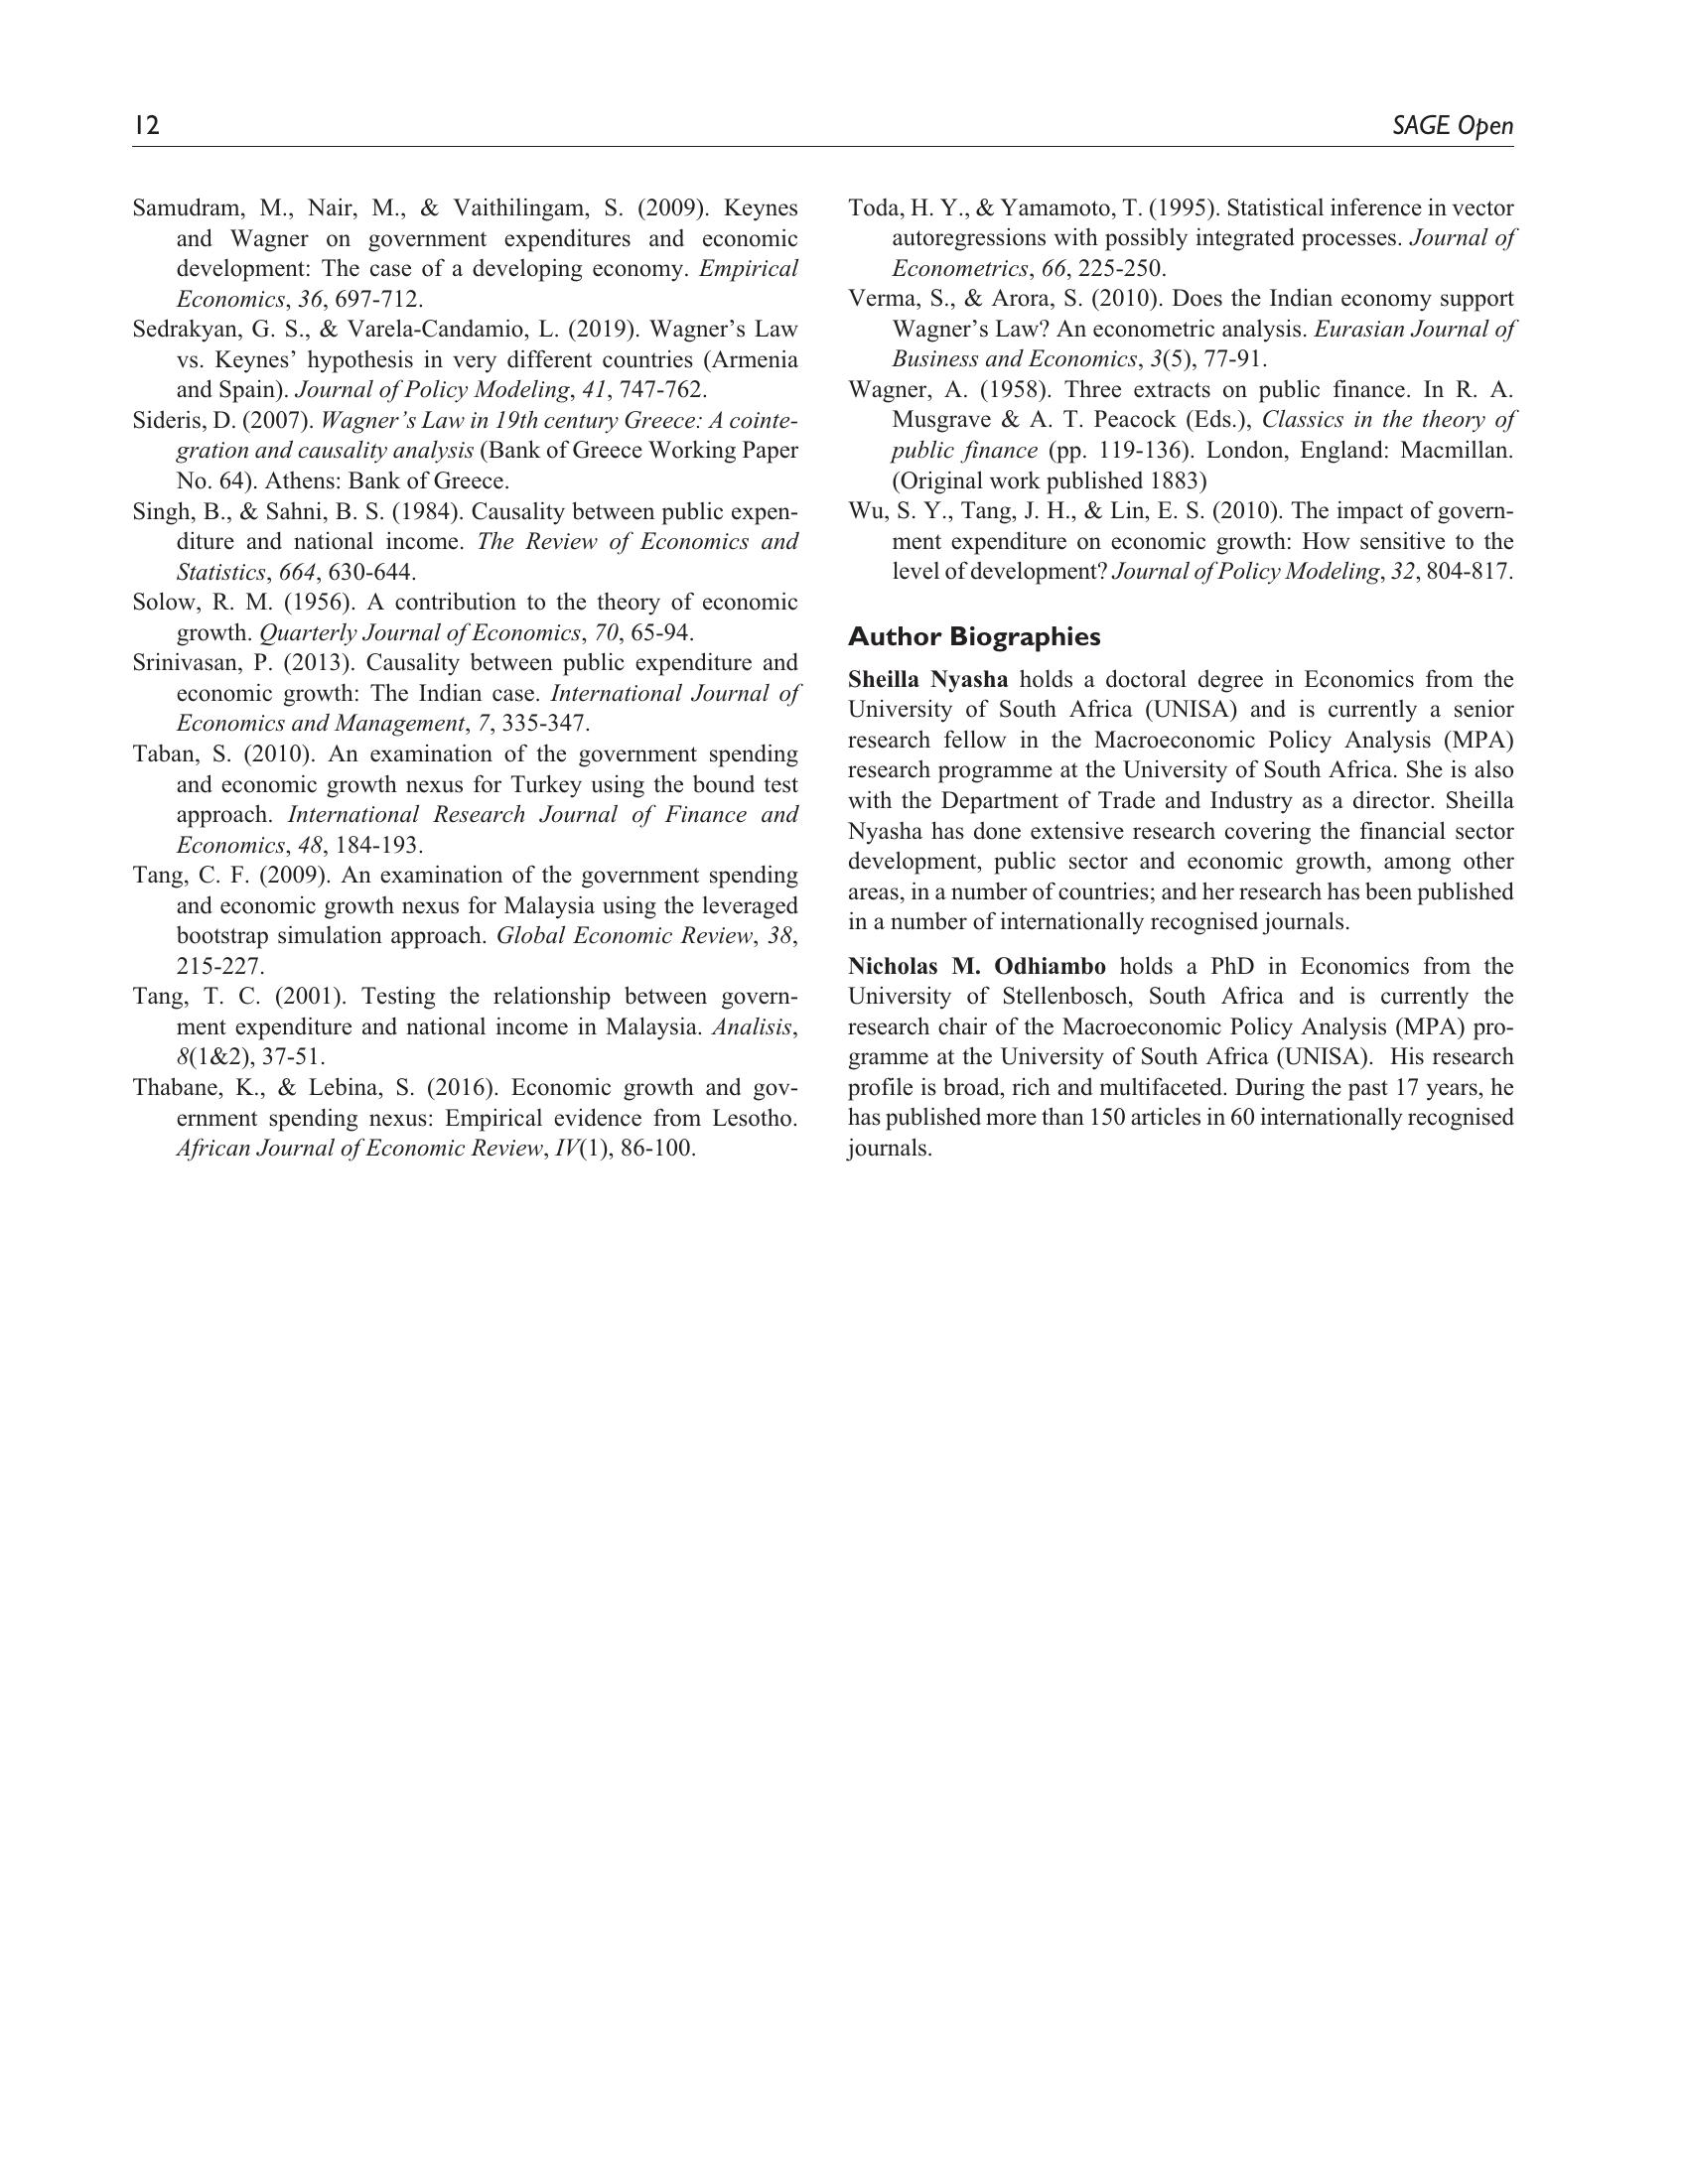 12
SAGE Open
Samudram, M., Nair, M., & Vaithilingam, S. (2009). Keynes
and Wagner on government expenditures and economic
development: The case of a developing economy. Empirical
Economics, 36, 697-712.
Sedrakyan, G. S., & Varela-Candamio, L. (2019). Wagner’s Law
vs. Keynes’ hypothesis in very different countries (Armenia
and Spain). Journal of Policy Modeling, 41, 747-762.
Sideris, D. (2007). Wagner’s Law in 19th century Greece: A cointe-
gration and causality analysis (Bank of Greece Working Paper
No. 64). Athens: Bank of Greece.
Singh, B., & Sahni, B. S. (1984). Causality between public expen-
diture and national income. The Review of Economics and
Statistics, 664, 630-644.
Solow, R. M. (1956). A contribution to the theory of economic
growth. Quarterly Journal of Economics, 70, 65-94.
Srinivasan, P. (2013). Causality between public expenditure and
economic growth: The Indian case. International Journal of
Economics and Management, 7, 335-347.
Taban, S. (2010). An examination of the government spending
and economic growth nexus for Turkey using the bound test
approach. International Research Journal of Finance and
Economics, 48, 184-193.
Tang, C. F. (2009). An examination of the government spending
and economic growth nexus for Malaysia using the leveraged
bootstrap simulation approach. Global Economic Review, 38,
215-227.
Tang, T. C. (2001). Testing the relationship between govern-
ment expenditure and national income in Malaysia. Analisis,
8(1&2), 37-51.
Thabane, K., & Lebina, S. (2016). Economic growth and gov-
ernment spending nexus: Empirical evidence from Lesotho.
African Journal of Economic Review, IV(1), 86-100.
Toda, H. Y., & Yamamoto, T. (1995). Statistical inference in vector
autoregressions with possibly integrated processes. Journal of
Econometrics, 66, 225-250.
Verma, S., & Arora, S. (2010). Does the Indian economy support
Wagner’s Law? An econometric analysis. Eurasian Journal of
Business and Economics, 3(5), 77-91.
Wagner, A. (1958). Three extracts on public finance. In R. A.
Musgrave & A. T. Peacock (Eds.), Classics in the theory of
public finance (pp. 119-136). London, England: Macmillan.
(Original work published 1883)
Wu, S. Y., Tang, J. H., & Lin, E. S. (2010). The impact of govern-
ment expenditure on economic growth: How sensitive to the
level of development? Journal of Policy Modeling, 32, 804-817.
Author Biographies
Sheilla Nyasha holds a doctoral degree in Economics from the
University of South Africa (UNISA) and is currently a senior
research fellow in the Macroeconomic Policy Analysis (MPA)
research programme at the University of South Africa. She is also
with the Department of Trade and Industry as a director. Sheilla
Nyasha has done extensive research covering the financial sector
development, public sector and economic growth, among other
areas, in a number of countries; and her research has been published
in a number of internationally recognised journals.
Nicholas M. Odhiambo holds a PhD in Economics from the
University of Stellenbosch, South Africa and is currently the
research chair of the Macroeconomic Policy Analysis (MPA) pro-
gramme at the University of South Africa (UNISA). His research
profile is broad, rich and multifaceted. During the past 17 years, he
has published more than 150 articles in 60 internationally recognised
journals.